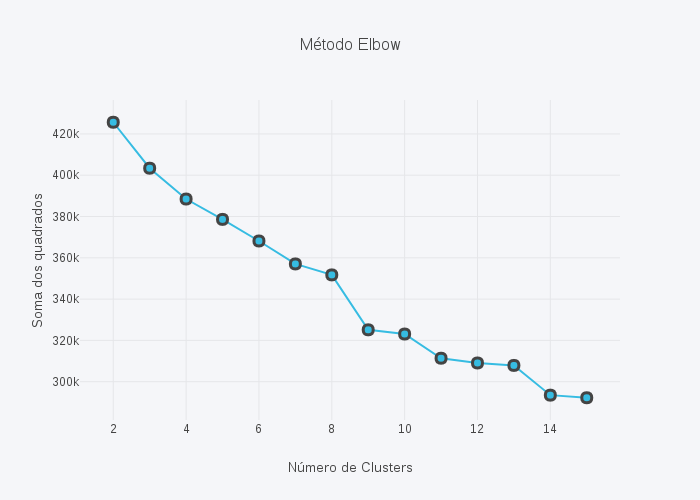 Método Elbow
Soma dos quadrados
420k
400k
380k
360k
340k
320k
300k
2 4 6 8 10 12 14
Número de Clusters